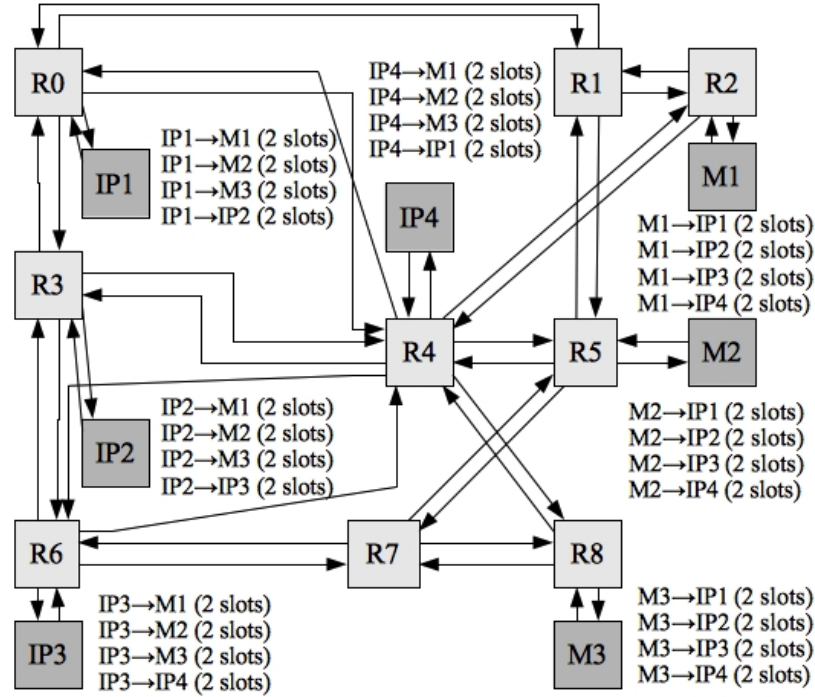 R0
R1
R2
IP4→M1 (2 slots)
IP4→M2 (2 slots)
IP4→M3 (2 slots)
IP4→IP1 (2 slots)
IP1
IP1→M1 (2 slots)
IP1→M2 (2 slots)
IP1→M3 (2 slots)
IP1→IP2 (2 slots)
IP4
M1
M1→IP1 (2 slots)
M1→IP2 (2 slots)
M1→IP3 (2 slots)
M1→IP4 (2 slots)
R3
R4
R5
M2
IP2
IP2→M1 (2 slots)
IP2→M2 (2 slots)
IP2→M3 (2 slots)
IP2→IP3 (2 slots)
M2→IP1 (2 slots)
M2→IP2 (2 slots)
M2→IP3 (2 slots)
M2→IP4 (2 slots)
R6
R7
R8
IP3
IP3→M1 (2 slots)
IP3→M2 (2 slots)
IP3→M3 (2 slots)
IP3→IP4 (2 slots)
M3
M3→IP1 (2 slots)
M3→IP2 (2 slots)
M3→IP3 (2 slots)
M3→IP4 (2 slots)